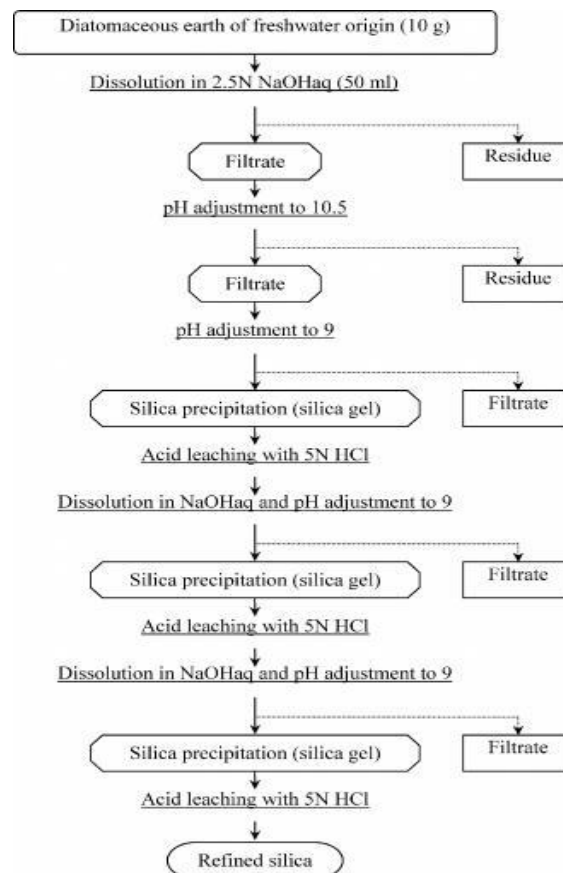 Diatomaceous earth of freshwater origin (10 g)
Dissolution in 2.5N NaOHaq (50 ml)
Filtrate
Residue
pH adjustment to 10.5
Filtrate
Residue
pH adjustment to 9
Silica precipitation (silica gel)
Filtrate
Acid leaching with 5N HCl
Dissolution in NaOHaq and pH adjustment to 9
Silica precipitation (silica gel)
Filtrate
Acid leaching with 5N HCl
Dissolution in NaOHaq and pH adjustment to 9
Silica precipitation (silica gel)
Filtrate
Acid leaching with 5N HCl
Refined silica